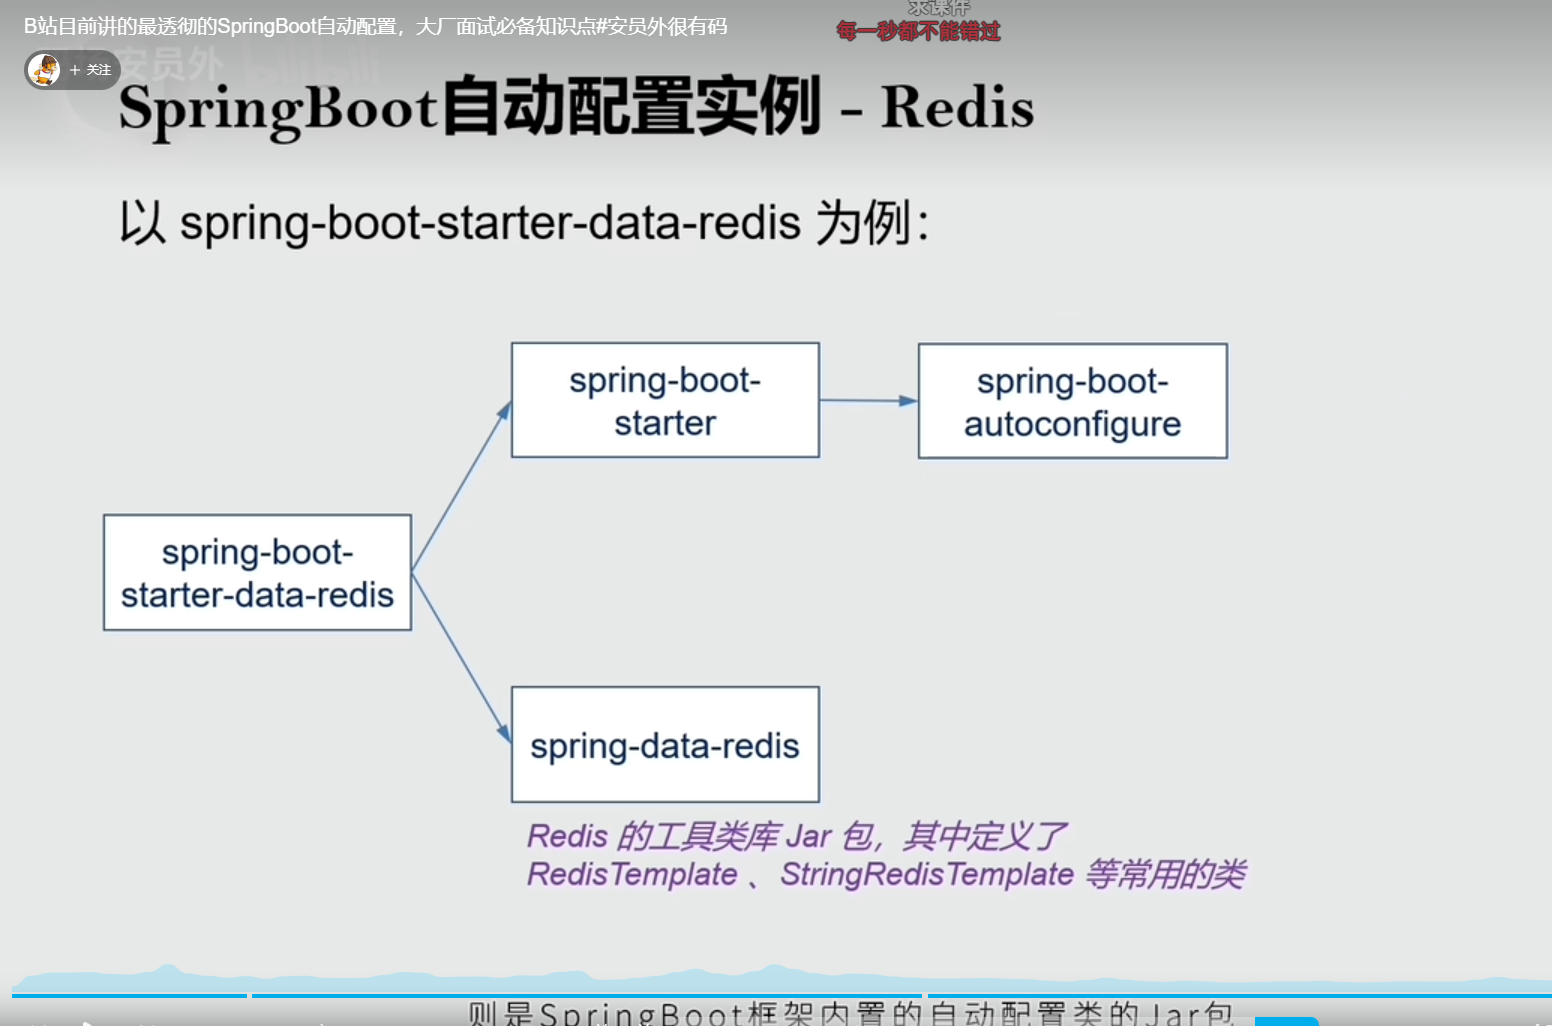 B站目前讲的最透彻的SpringBoot自动配置，大厂面试必备知识点#安员外很有码
求课件
每一秒都不能错过
+ 关注
安员外
bilibili
SpringBoot自动配置实例 - Redis
以 spring-boot-starter-data-redis 为例：
spring-boot-
starter
spring-boot-
autoconfigure
spring-boot-
starter-data-redis
spring-data-redis
Redis 的工具类库 Jar 包，其中定义了
RedisTemplate 、StringRedisTemplate 等常用的类
则是SpringBoot框架内置的自动配置类的Jar包